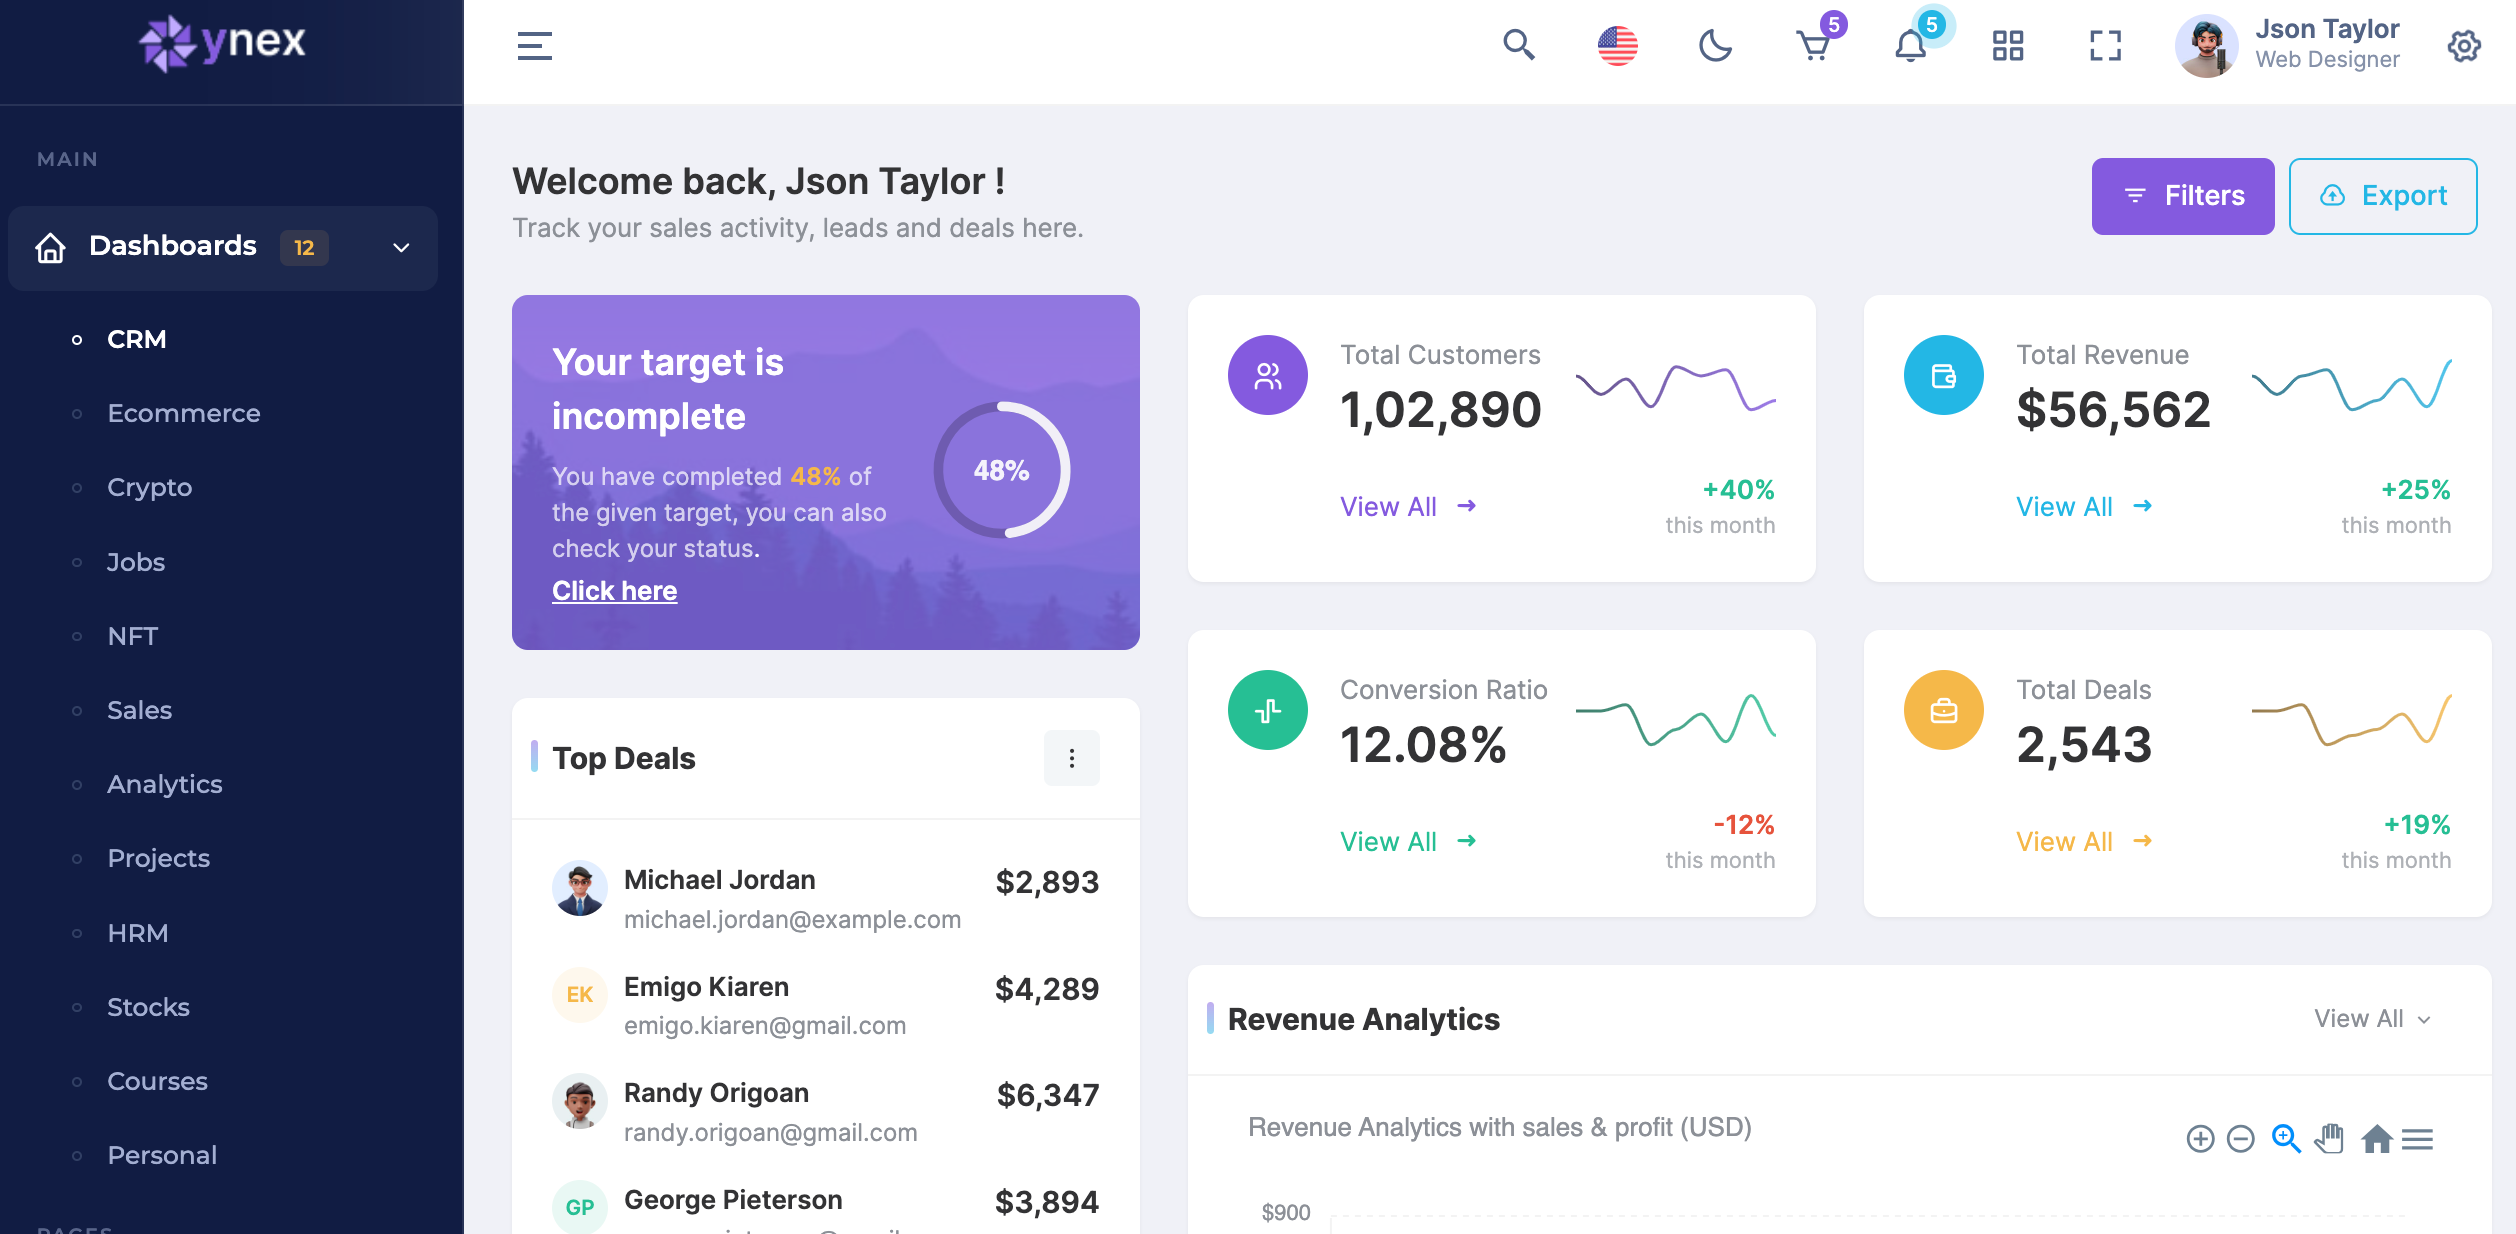 ynex
MAIN
Dashboards 12
CRM
Ecommerce
Crypto
Jobs
NFT
Sales
Analytics
Projects
HRM
Stocks
Courses
Personal
PAGES
5
5
Json Taylor
Web Designer
Welcome back, Json Taylor !
Track your sales activity, leads and deals here.
Filters
Export
Your target is
incomplete
You have completed 48% of
the given target, you can also
check your status.
Click here
48%
Total Customers
1,02,890
View All
+40%
this month
Total Revenue
$56,562
View All
+25%
this month
Conversion Ratio
12.08%
View All
-12%
this month
Total Deals
2,543
View All
+19%
this month
Top Deals
Michael Jordan
michael.jordan@example.com
$2,893
EK
Emigo Kiaren
emigo.kiaren@gmail.com
$4,289
Randy Origoan
randy.origoan@gmail.com
$6,347
GP
George Pieterson
$3,894
Revenue Analytics
View All
Revenue Analytics with sales & profit (USD)
$900